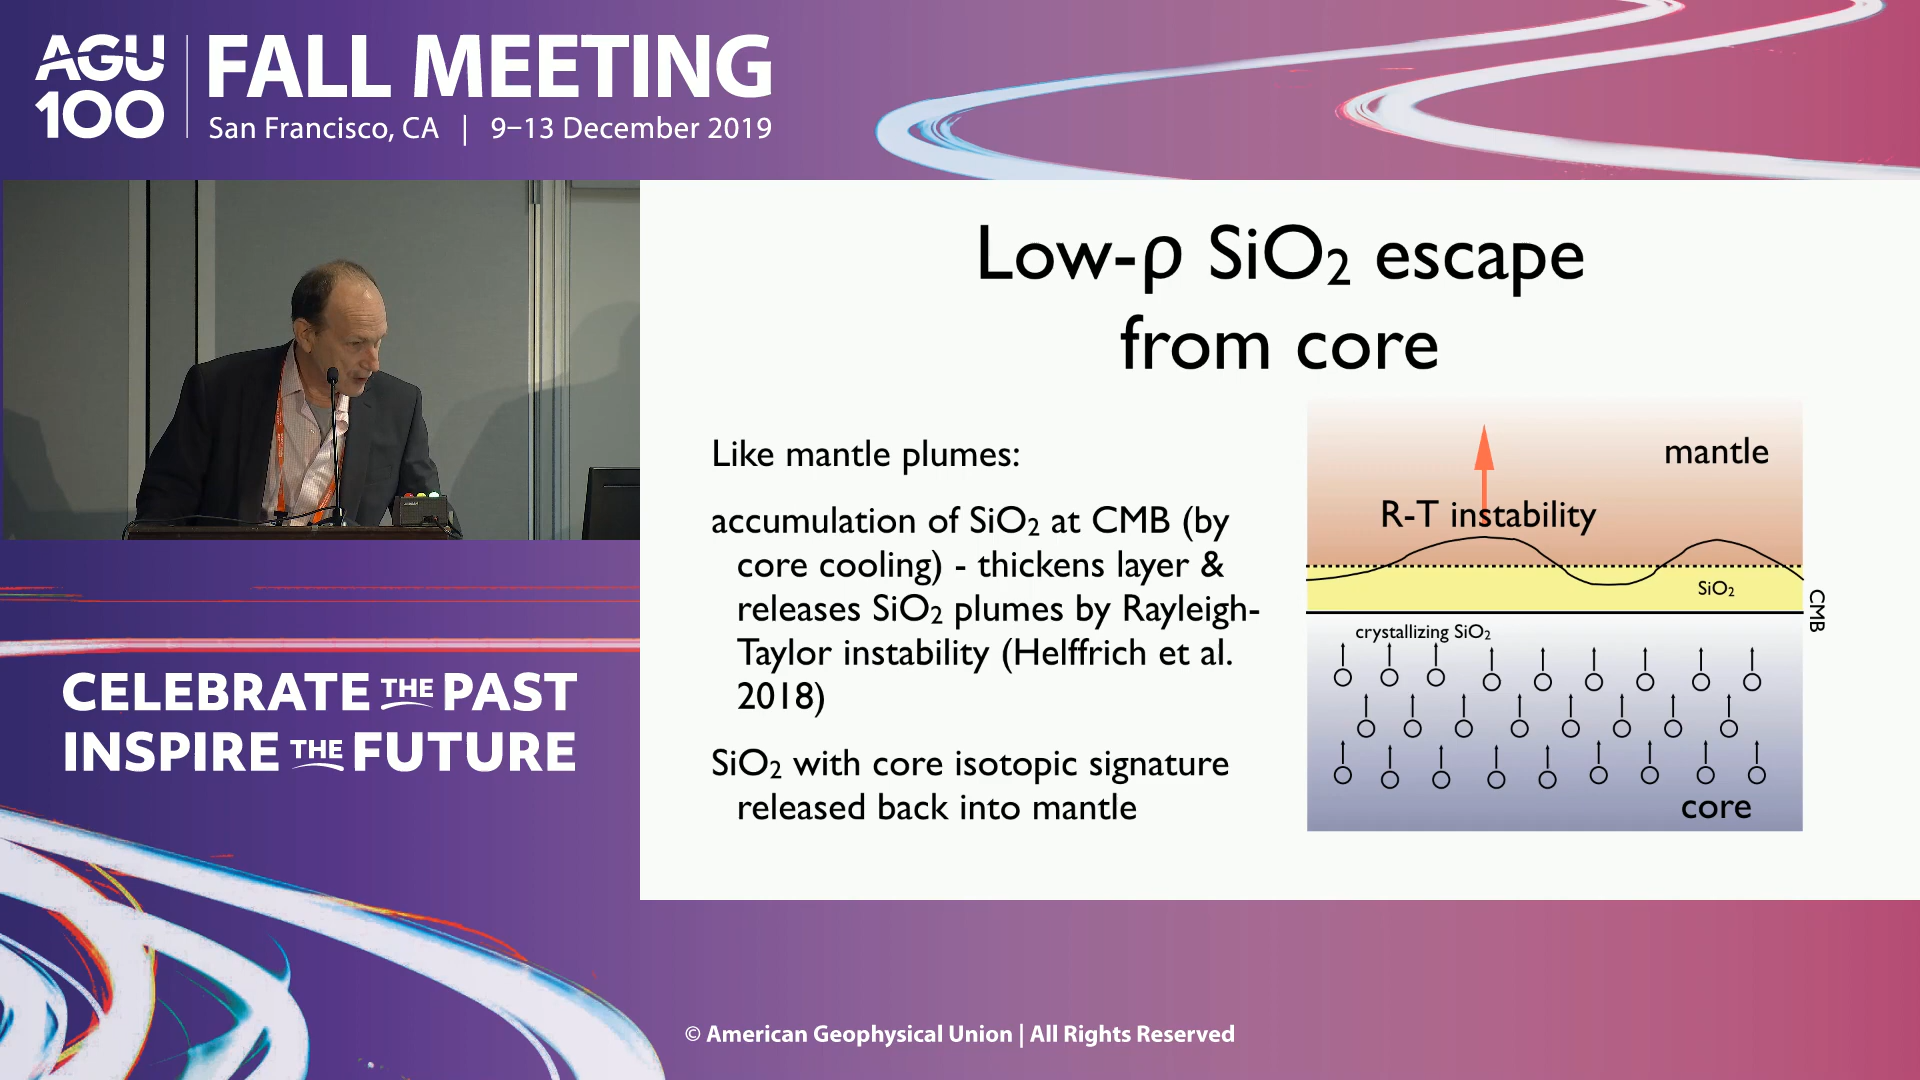 AGU
100
FALL MEETING
San Francisco, CA | 9–13 December 2019
Low-ρ SiO₂ escape
from core
Like mantle plumes:
accumulation of SiO₂ at CMB (by
core cooling) - thickens layer &
releases SiO₂ plumes by Rayleigh-
Taylor instability (Helffrich et al.
2018)
SiO₂ with core isotopic signature
released back into mantle
mantle
R-T instability
SiO₂
CMB
crystallizing SiO₂
core
CELEBRATE THE PAST
INSPIRE THE FUTURE
© American Geophysical Union | All Rights Reserved